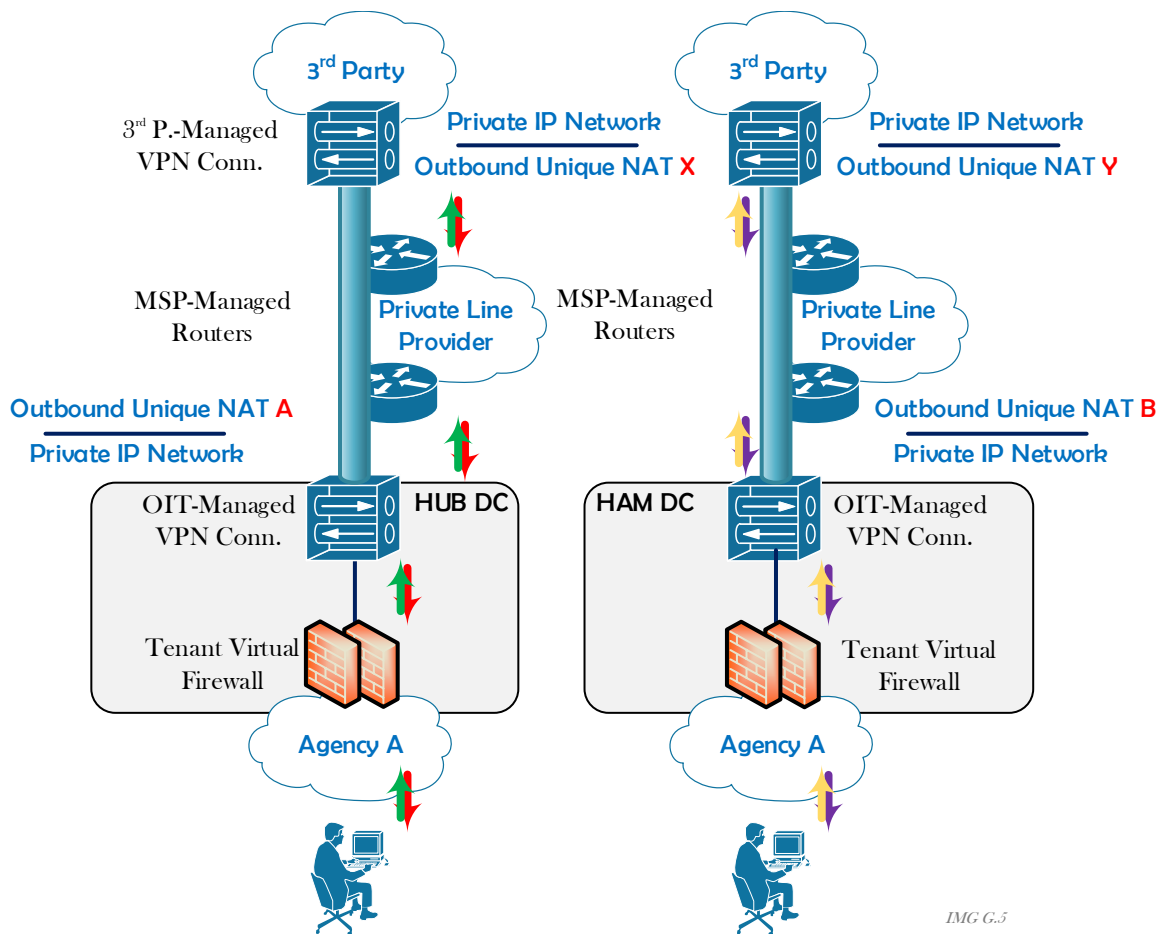 3rd Party
3rd P.-Managed
VPN Conn.
Private IP Network
Outbound Unique NAT X
MSP-Managed
Routers
Private Line
Provider
Outbound Unique NAT A
Private IP Network
OIT-Managed
VPN Conn.
HUB DC
Tenant Virtual
Firewall
Agency A
3rd Party
Private IP Network
Outbound Unique NAT Y
MSP-Managed
Routers
Private Line
Provider
Outbound Unique NAT B
Private IP Network
HAM DC
OIT-Managed
VPN Conn.
Tenant Virtual
Firewall
Agency A
IMG G.5